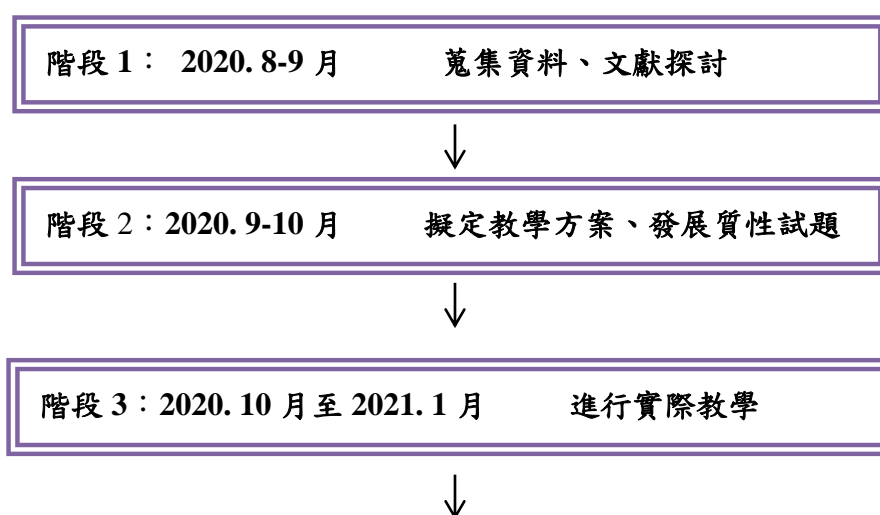 階段 1： 2020. 8-9 月 蒐集資料、文獻探討
階段 2：2020. 9-10 月 擬定教學方案、發展質性試題
階段 3：2020. 10 月至 2021. 1 月 進行實際教學